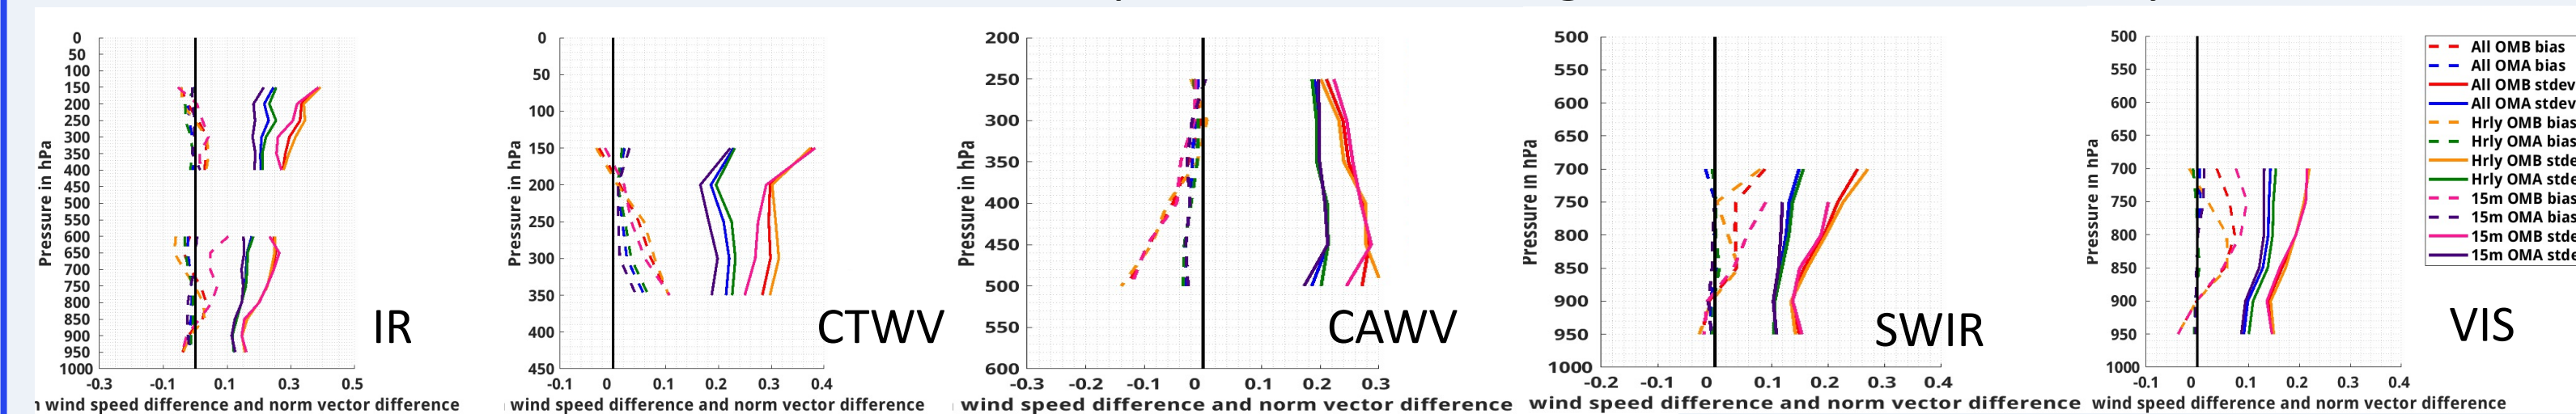 0
50
100
150
200
250
300
350
400
450
500
550
600
650
700
750
800
850
900
950
1000
Pressure in hPa
-0.3 -0.1 0.1 0.3 0.5
wind speed difference and norm vector difference
IR
0
50
100
150
200
250
300
350
400
450
Pressure in hPa
-0.1 0 0.1 0.2 0.3 0.4
wind speed difference and norm vector difference
CTWV
200
250
300
350
400
450
500
550
600
Pressure in hPa
-0.3 -0.2 -0.1 0 0.1 0.2 0.3
wind speed difference and norm vector difference
CAWV
500
550
600
650
700
750
800
850
900
950
1000
Pressure in hPa
-0.2 -0.1 0 0.1 0.2 0.3 0.4
wind speed difference and norm vector difference
SWIR
500
550
600
650
700
750
800
850
900
950
1000
Pressure in hPa
-0.1 0 0.1 0.2 0.3 0.4
wind speed difference and norm vector difference
VIS
All OMB bias
All OMA bias
All OMB stdev
All OMA stdev
Hrly OMB bias
Hrly OMA bias
Hrly OMB stde
Hrly OMA stde
15m OMB bias
15m OMA bias
15m OMB stde
15m OMA stde